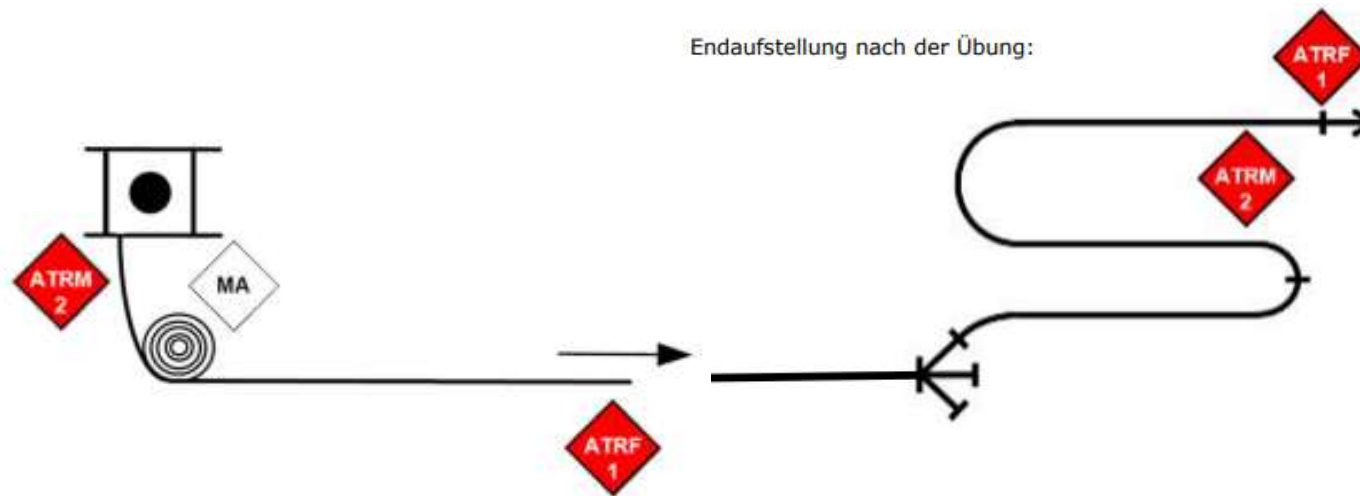 Endaufstellung nach der Übung:
ATRF
1
ATRM
2
ATRM
2
MA
ATRF
1